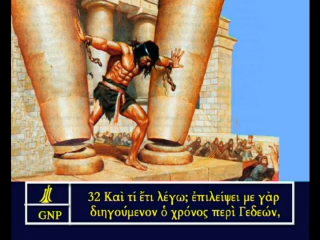 32 Καὶ τί ἔτι λέγω; ἐπιλείψει με γὰρ
διηγούμενον ὁ χρόνος περὶ Γεδεών,
GNP